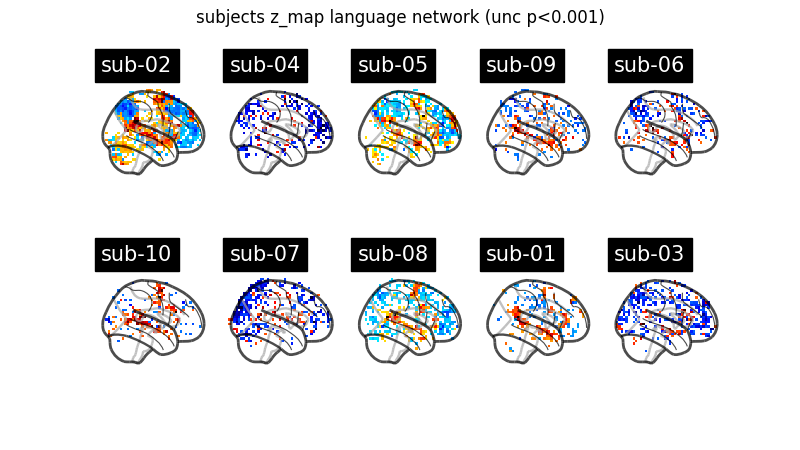 subjects z_map language network (unc p<0.001)
sub-02 sub-04 sub-05 sub-09 sub-06
sub-10 sub-07 sub-08 sub-01 sub-03